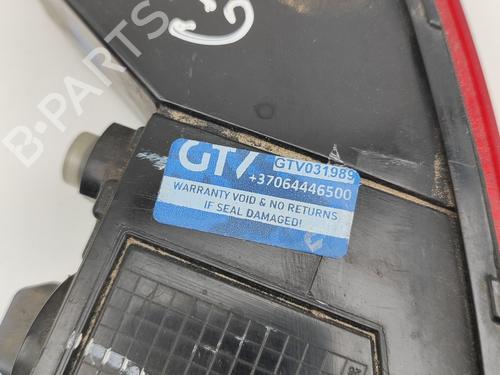 B-PARTS
GTV
GTV031989
+37064446500
WARRANTY VOID & NO RETURNS
IF SEAL DAMAGED!